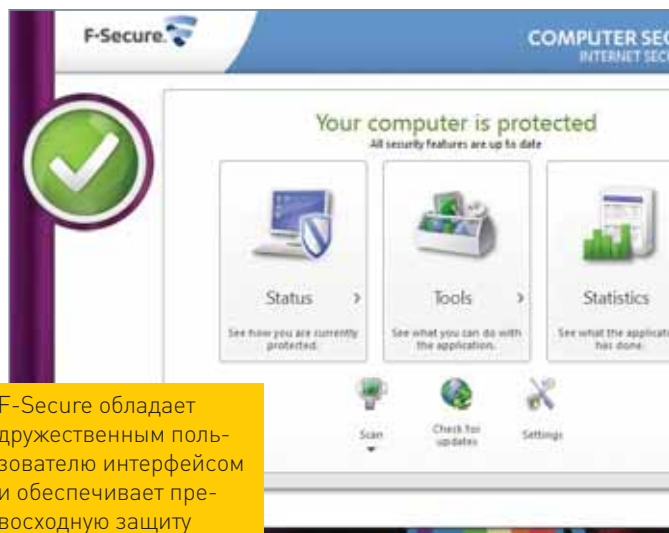 F-Secure.
COMPUTER SEC
INTERNET SECU
Your computer is protected
All security features are up to date
Status >
See how you are currently
protected.
Tools >
See what you can do with
the application.
Statistics
See what the applicati
has done.
Scan
Check for
updates
Settings
F-Secure обладает
дружественным поль-
зователю интерфейсом
и обеспечивает пре-
восходную защиту